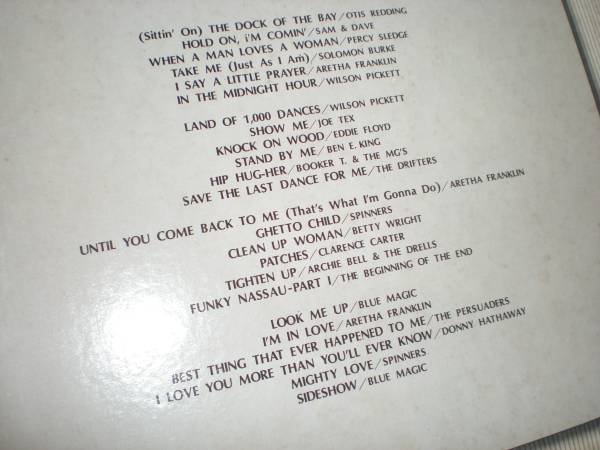 (Sittin' On) THE DOCK OF THE BAY/OTIS REDDING
HOLD ON, i'M COMIN'/SAM & DAVE
WHEN A MAN LOVES A WOMAN/PERCY SLEDGE
TAKE ME (Just As I Am)/SOLOMON BURKE
I SAY A LITTLE PRAYER/ARETHA FRANKLIN
IN THE MIDNIGHT HOUR/WILSON PICKETT
LAND OF 1,000 DANCES/WILSON PICKETT
SHOW ME/JOE TEX
KNOCK ON WOOD/EDDIE FLOYD
STAND BY ME/BEN E. KING
HIP HUG-HER/BOOKER T. & THE MG'S
SAVE THE LAST DANCE FOR ME/THE DRIFTERS
UNTIL YOU COME BACK TO ME (That's What I'm Gonna Do)/ARETHA FRANKLIN
GHETTO CHILD/SPINNERS
CLEAN UP WOMAN/BETTY WRIGHT
PATCHES/CLARENCE CARTER
TIGHTEN UP/ARCHIE BELL & THE DRELLS
FUNKY NASSAU-PART I/THE BEGINNING OF THE END
LOOK ME UP/BLUE MAGIC
I'M IN LOVE/ARETHA FRANKLIN
BEST THING THAT EVER HAPPENED TO ME/THE PERSUADERS
I LOVE YOU MORE THAN YOU'LL EVER KNOW/DONNY HATHAWAY
MIGHTY LOVE/SPINNERS
SIDESHOW/BLUE MAGIC